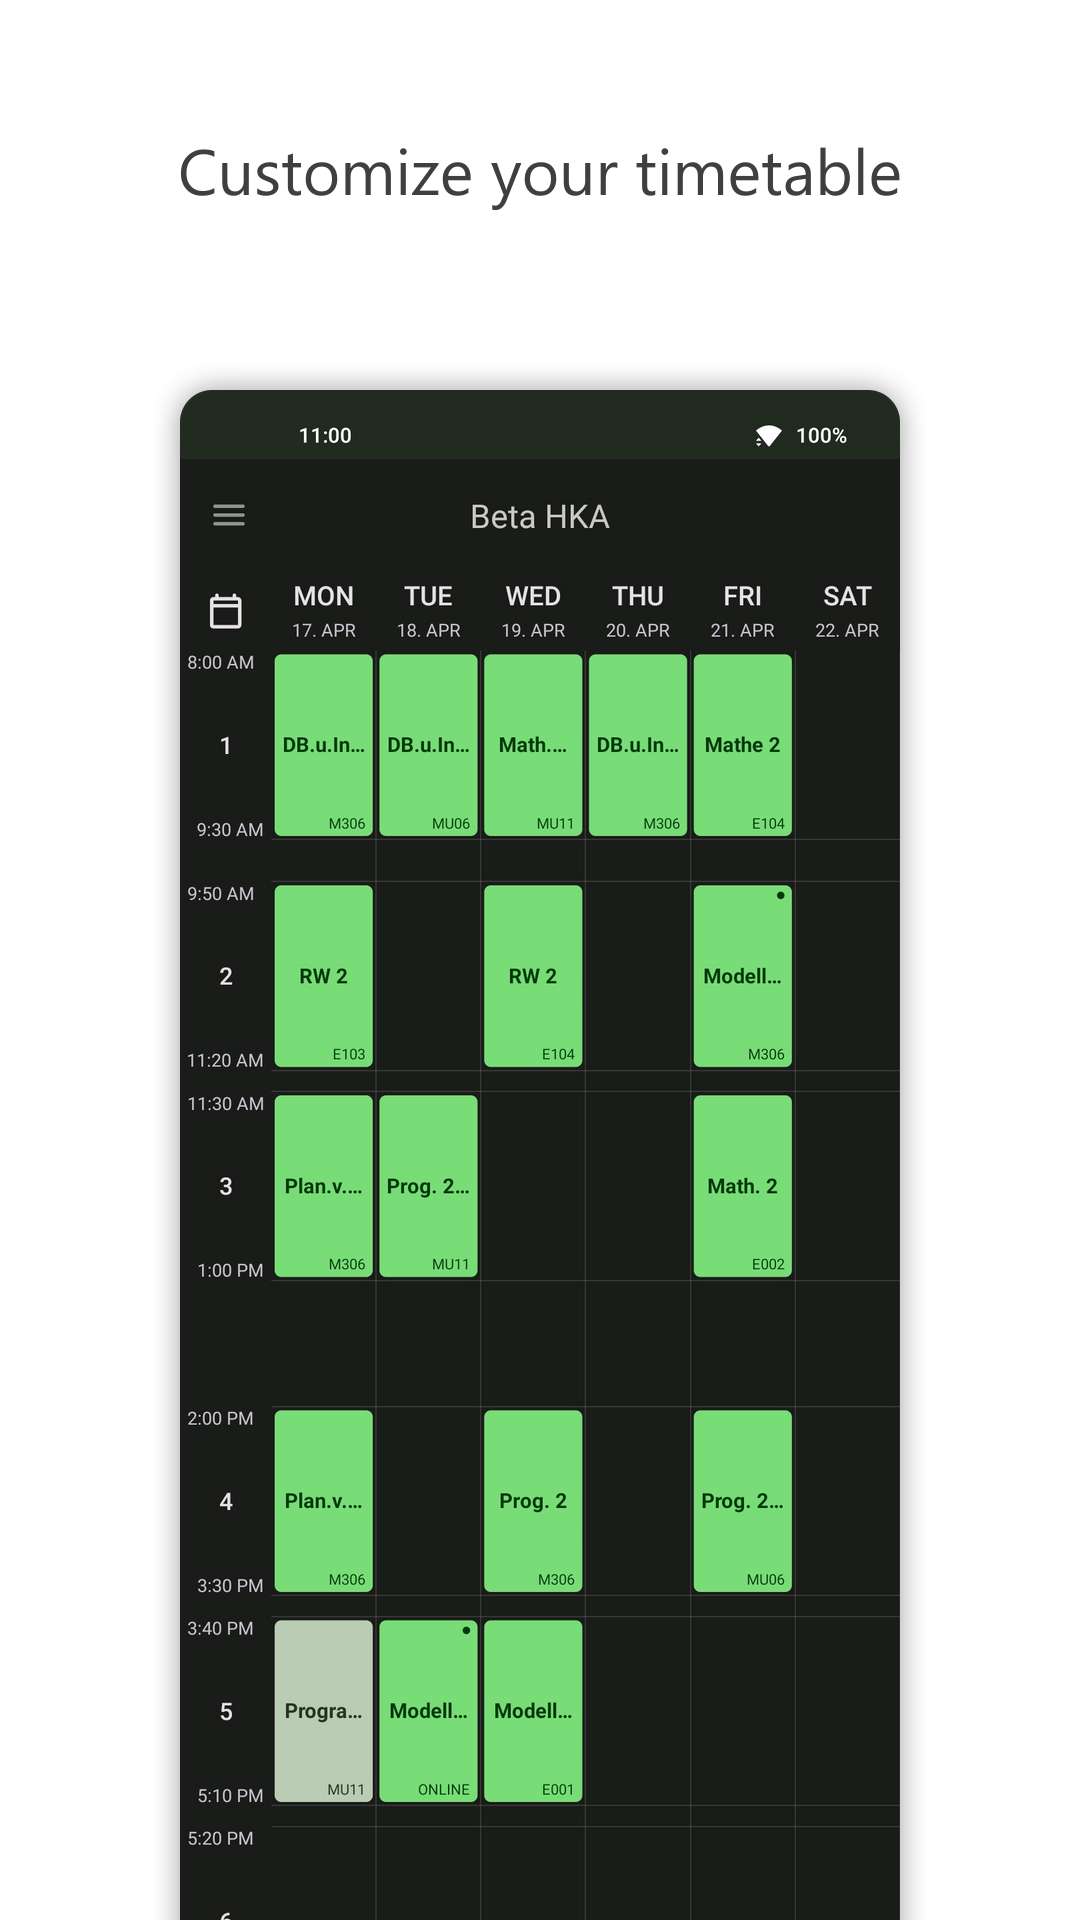 Customize your timetable
11:00 100%
Beta HKA
MON TUE WED THU FRI SAT
17. APR 18. APR 19. APR 20. APR 21. APR 22. APR
8:00 AM
1 DB.u.In... DB.u.In... Math.... DB.u.In... Mathe 2
M306 MU06 MU11 M306 E104
9:30 AM
9:50 AM
2 RW 2 RW 2 Modell...
E103 E104 M306
11:20 AM
11:30 AM
3 Plan.v.... Prog. 2... Math. 2
M306 MU11 E002
1:00 PM
2:00 PM
4 Plan.v.... Prog. 2 Prog. 2...
M306 M306 MU06
3:30 PM
3:40 PM
5 Progra... Modell... Modell...
MU11 ONLINE E001
5:10 PM
5:20 PM